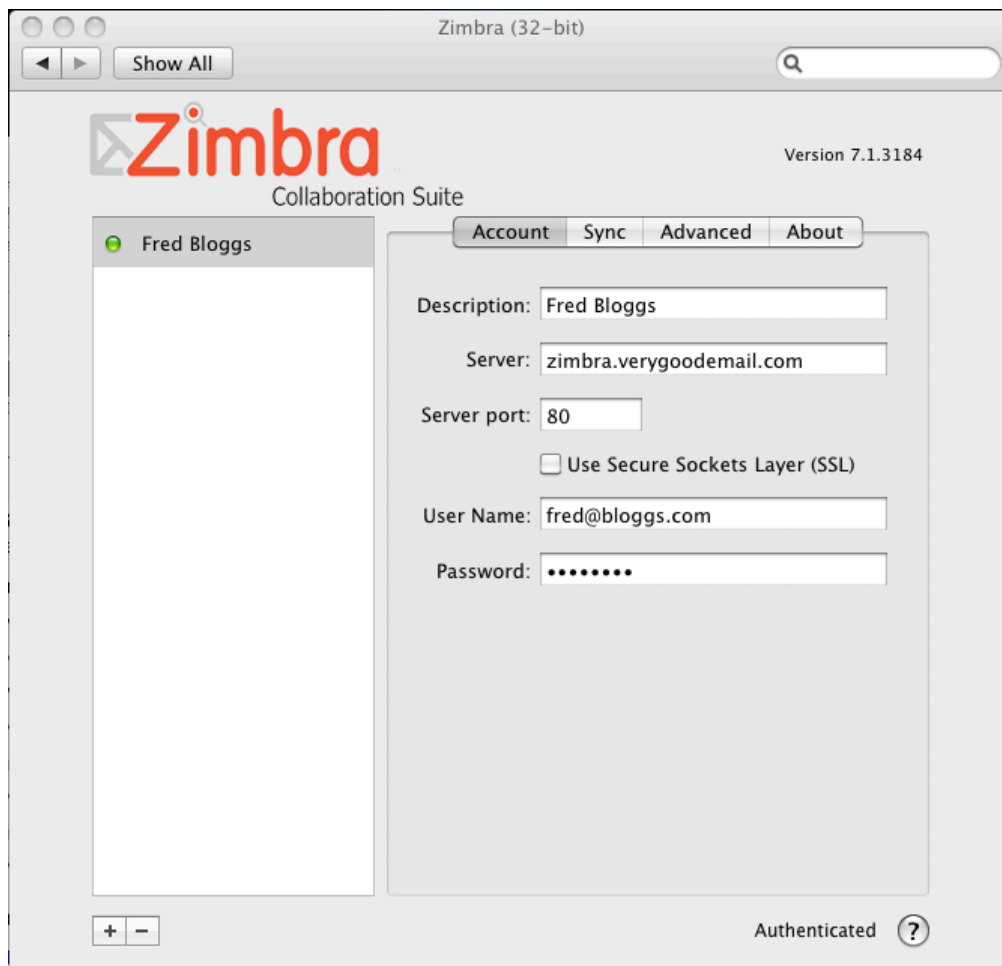 Zimbra (32-bit)
Show All
Zimbra
Collaboration Suite
Version 7.1.3184
Fred Bloggs
Account Sync Advanced About
Description: Fred Bloggs
Server: zimbra.verygoodemail.com
Server port: 80
Use Secure Sockets Layer (SSL)
User Name: fred@bloggs.com
Password: ••••••••
+ −
Authenticated ?